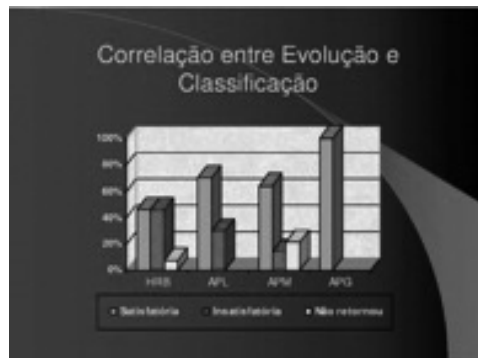 Correlação entre Evolução e
Classificação
100%
80%
60%
40%
20%
0%
HRB APL APM APG
Satisfatória Insatisfatória Não retornou